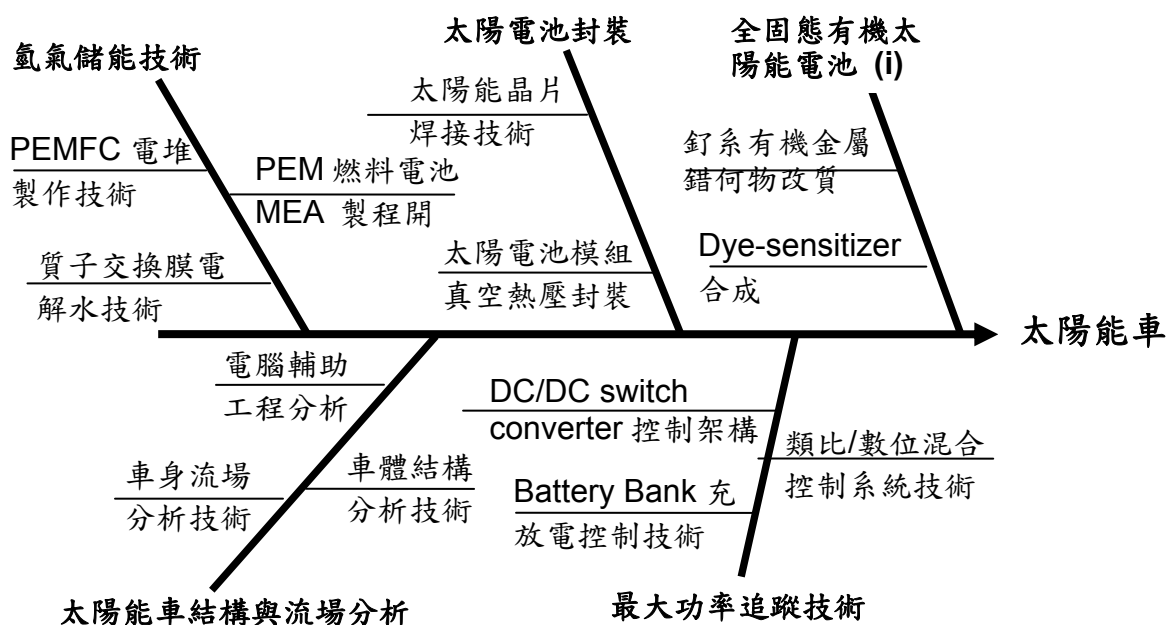 氫氣儲能技術
PEMFC 電堆
製作技術
PEM 燃料電池
MEA 製程開
質子交換膜電
解水技術
太陽電池封裝
太陽能晶片
焊接技術
太陽電池模組
真空熱壓封裝
全固態有機太
陽能電池 (i)
釕系有機金屬
錯何物改質
Dye-sensitizer
合成
太陽能車
電腦輔助
工程分析
車身流場
分析技術
車體結構
分析技術
太陽能車結構與流場分析
DC/DC switch
converter 控制架構
Battery Bank 充
放電控制技術
類比/數位混合
控制系統技術
最大功率追蹤技術